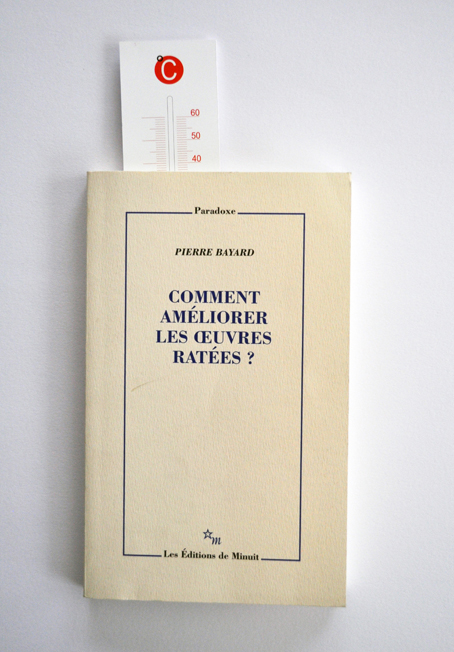 °C
60
50
40
Paradoxe
PIERRE BAYARD
COMMENT
AMÉLIORER
LES ŒUVRES
RATÉES ?
m
Les Éditions de Minuit